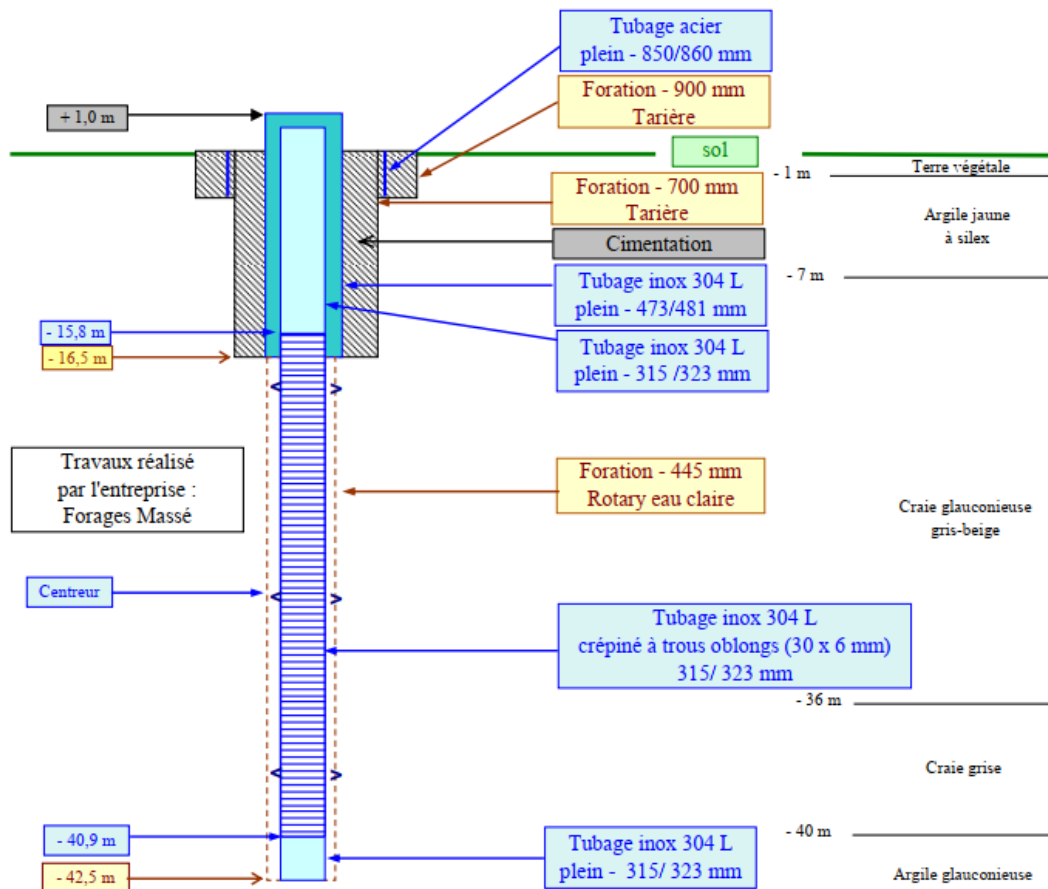 Tubage acier
plein - 850/860 mm
Foration - 900 mm
Tarière
+ 1,0 m
sol
Terre végétale
- 1 m
Foration - 700 mm
Tarière
Argile jaune
à silex
Cimentation
- 7 m
Tubage inox 304 L
plein - 473/481 mm
- 15,8 m
Tubage inox 304 L
plein - 315 /323 mm
- 16,5 m
Travaux réalisé
par l'entreprise :
Forages Massé
Foration - 445 mm
Rotary eau claire
Craie glauconieuse
gris-beige
Centreur
Tubage inox 304 L
crépiné à trous oblongs (30 x 6 mm)
315/ 323 mm
- 36 m
Craie grise
- 40,9 m
- 40 m
Tubage inox 304 L
plein -  315/ 323 mm
- 42,5 m
Argile glauconieuse